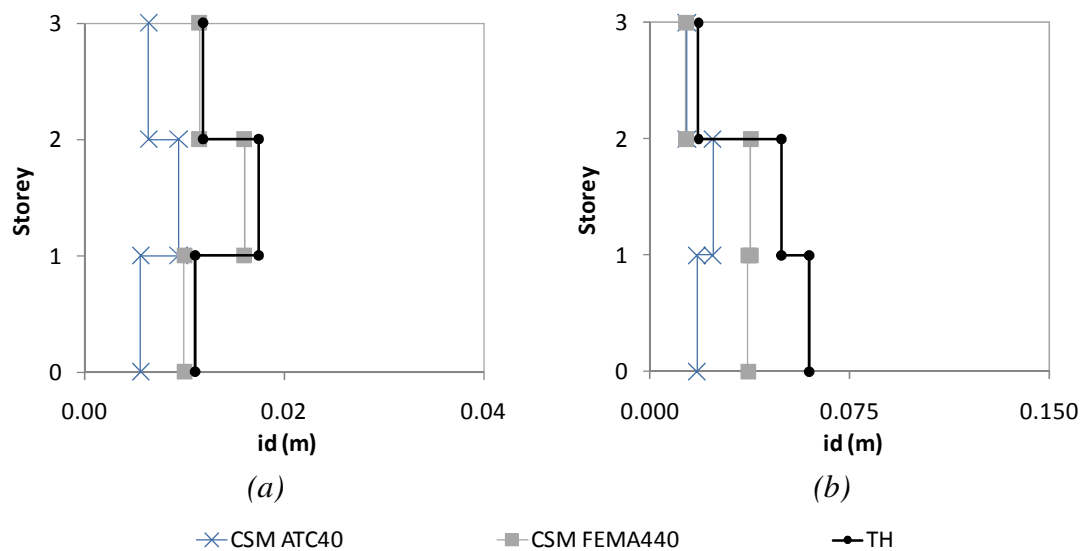 3
2
1
0
Storey
0.00 0.02 0.04
id (m)
(a)
3
2
1
0
Storey
0.000 0.075 0.150
id (m)
(b)
CSM ATC40 CSM FEMA440 TH